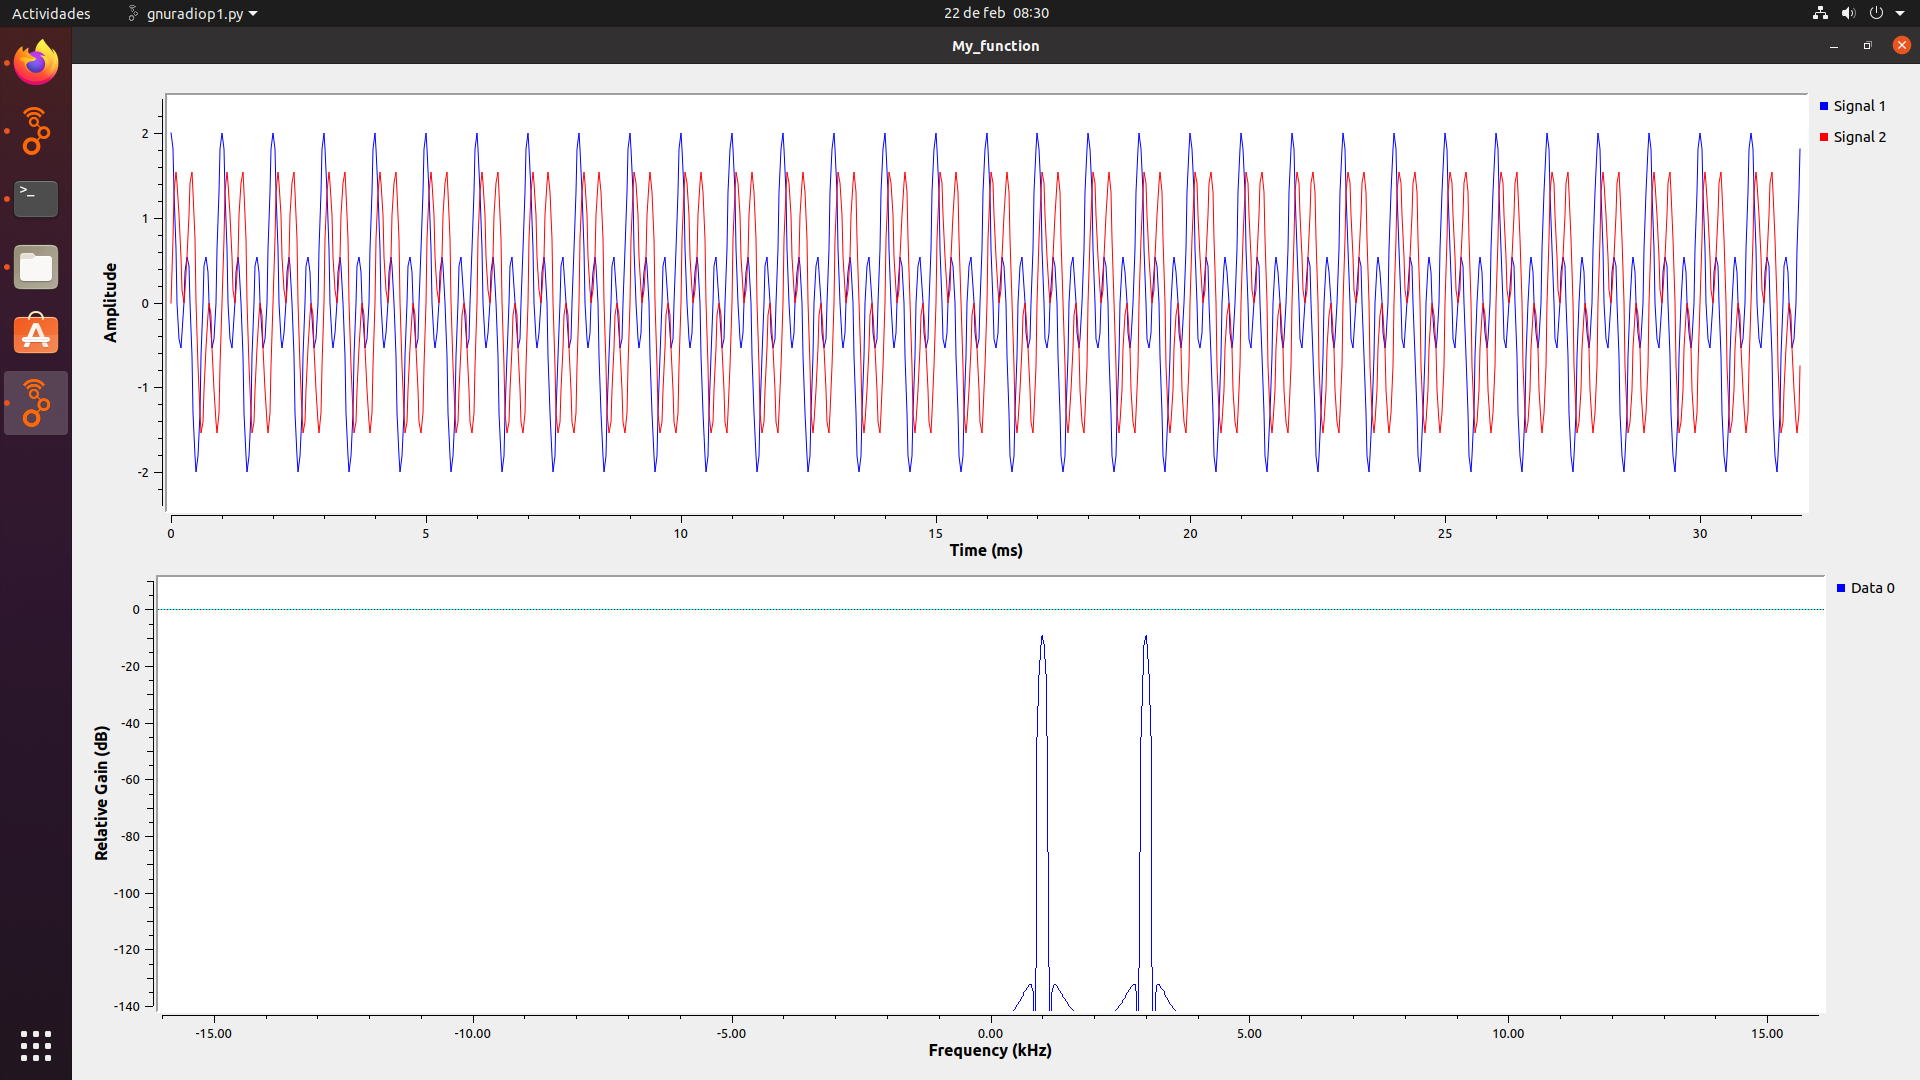 Actividades
gnuradiop1.py
22 de feb 08:30
My_function
Signal 1
Signal 2
2
1
0
-1
-2
Amplitude
0
5
10
15
20
25
30
Time (ms)
Data 0
0
-20
-40
-60
-80
-100
-120
-140
Relative Gain (dB)
-15.00
-10.00
-5.00
0.00
5.00
10.00
15.00
Frequency (kHz)